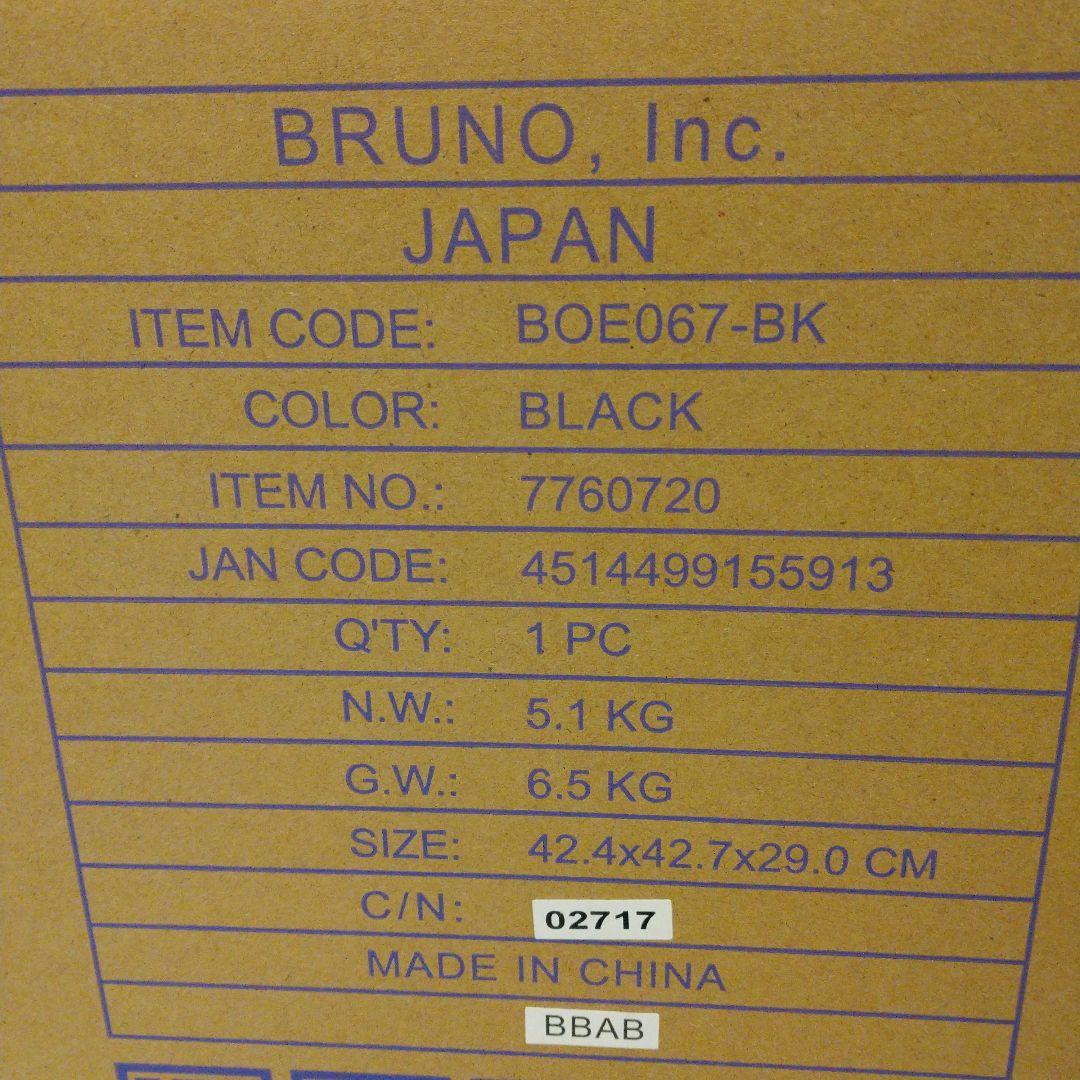 BRUNO, Inc.
JAPAN
ITEM CODE: BOE067-BK
COLOR: BLACK
ITEM NO.: 7760720
JAN CODE: 4514499155913
Q'TY: 1 PC
N.W.: 5.1 KG
G.W.: 6.5 KG
SIZE: 42.4x42.7x29.0 CM
C/N: 02717
MADE IN CHINA
BBAB